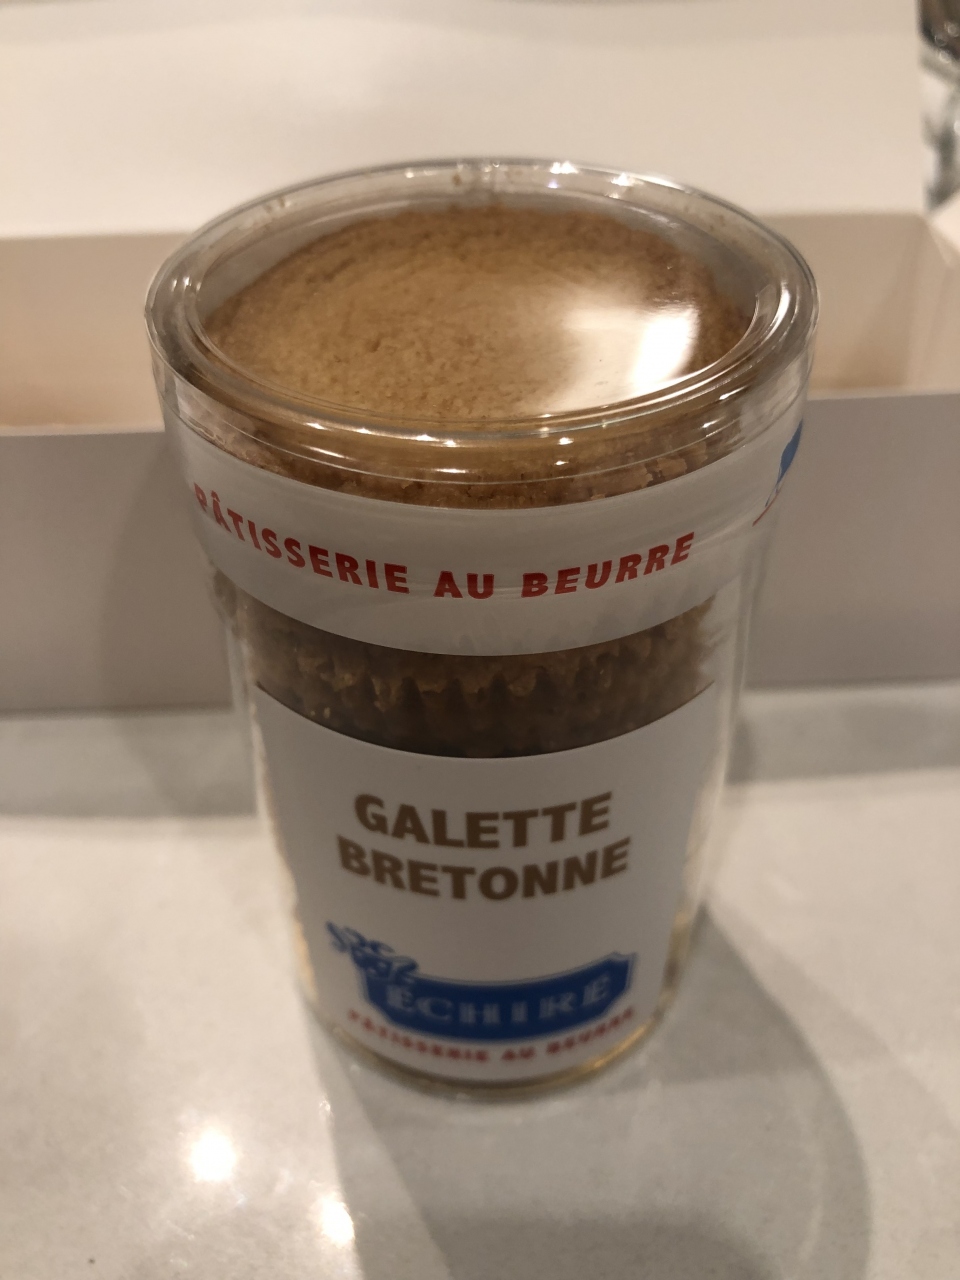 PÂTISSERIE AU BEURRE
GALETTE
BRETONNE
ÉCHIRÉ
PÂTISSERIE AU BEURRE